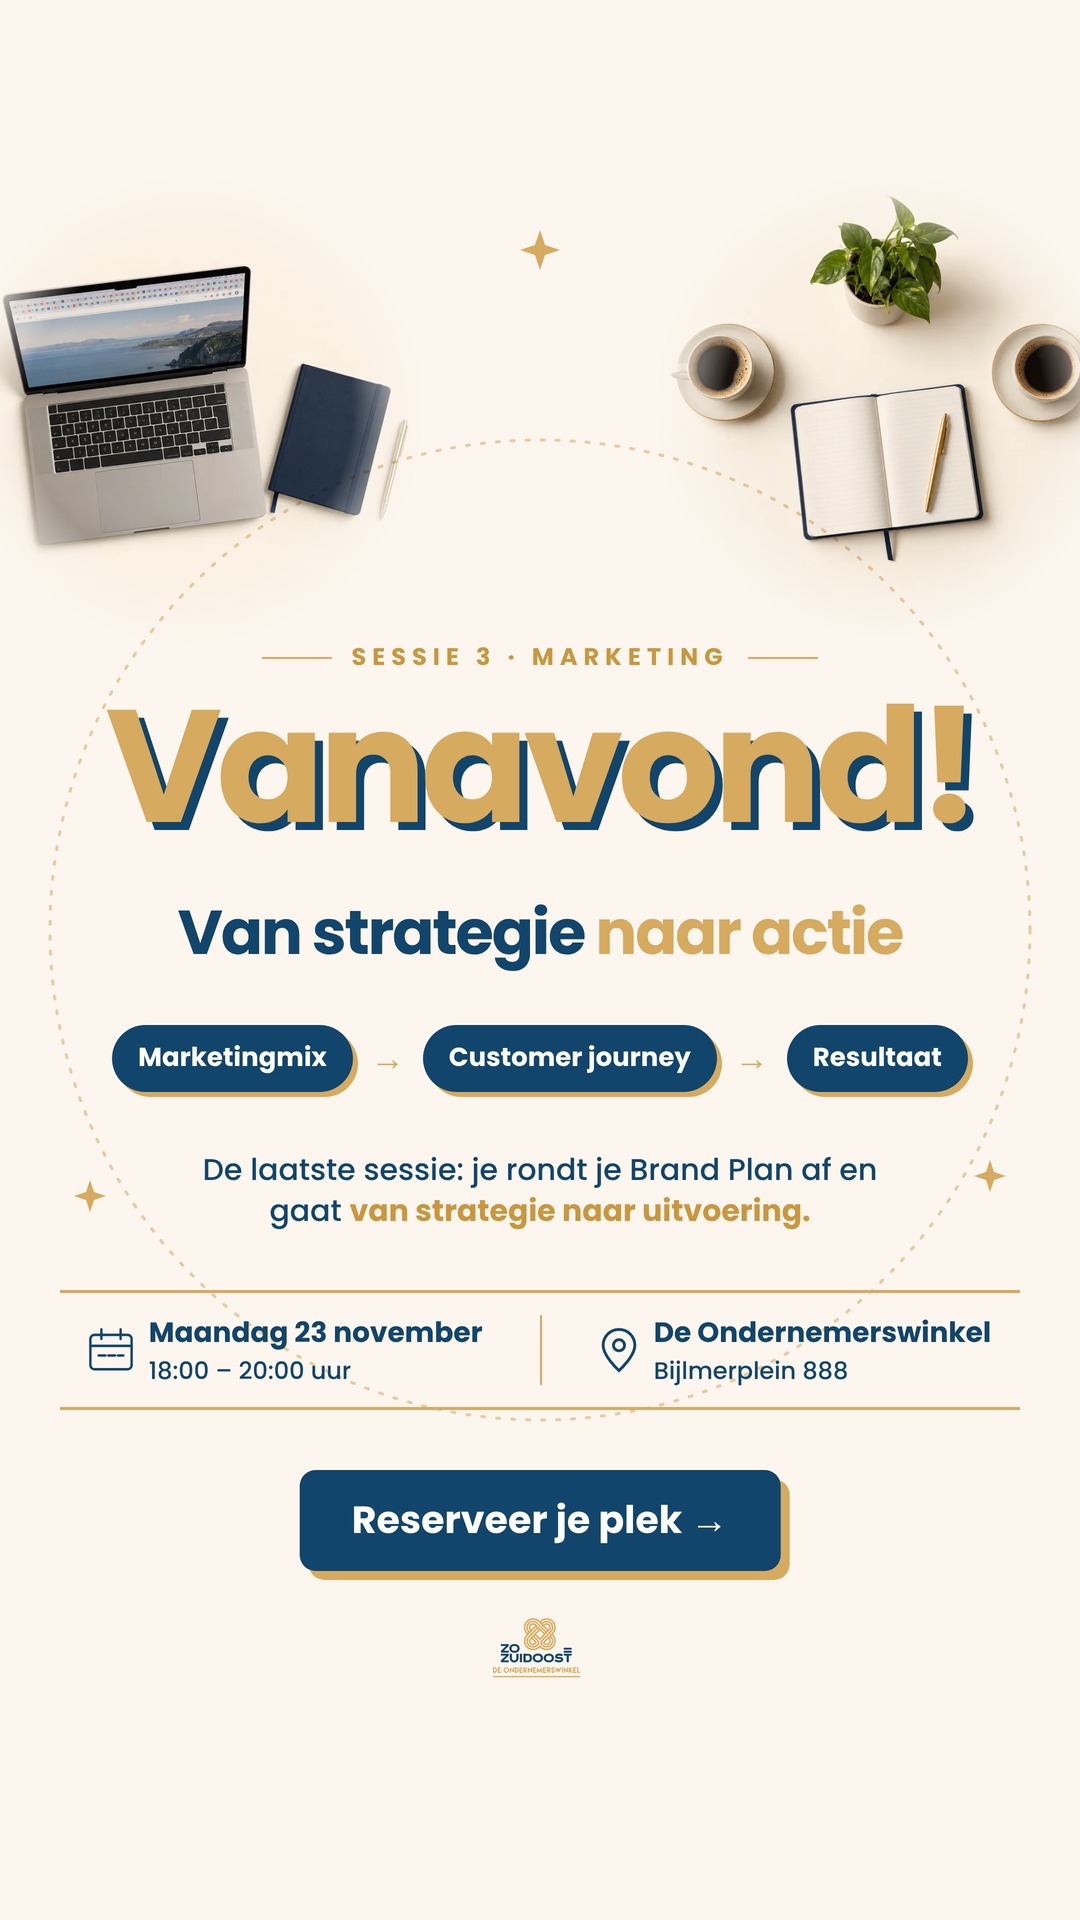 SESSIE 3 · MARKETING
Vanavond!
Van strategie naar actie
Marketingmix → Customer journey → Resultaat
De laatste sessie: je rondt je Brand Plan af en
gaat van strategie naar uitvoering.
Maandag 23 november
18:00 – 20:00 uur
De Ondernemerswinkel
Bijlmerplein 888
Reserveer je plek →
ZO
ZUIDOOST
DE ONDERNEMERSWINKEL